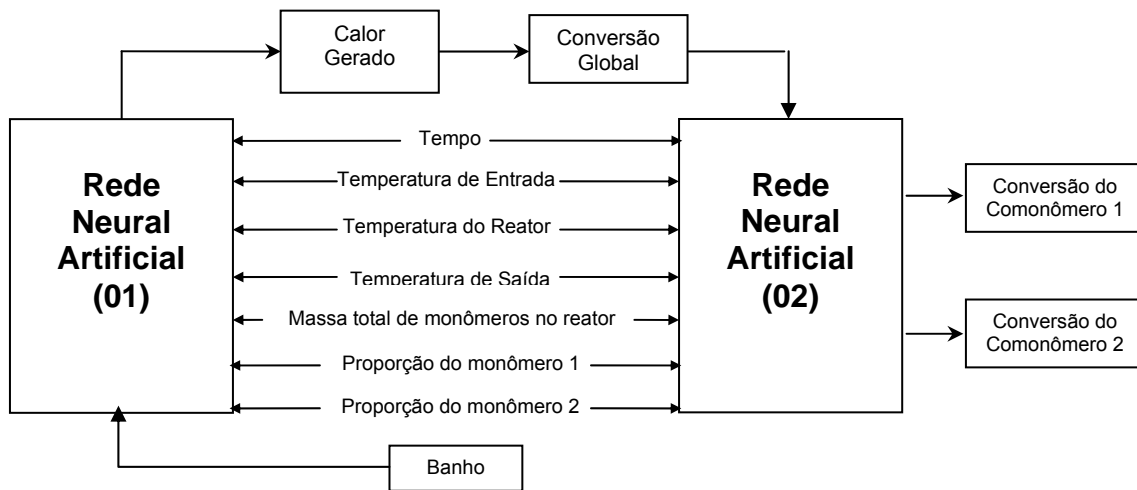 Calor
Gerado
Conversão
Global
Rede
Neural
Artificial
(01)
Tempo
Temperatura de Entrada
Temperatura do Reator
Temperatura de Saída
Massa total de monômeros no reator
Proporção do monômero 1
Proporção do monômero 2
Rede
Neural
Artificial
(02)
Conversão do
Comonômero 1
Conversão do
Comonômero 2
Banho